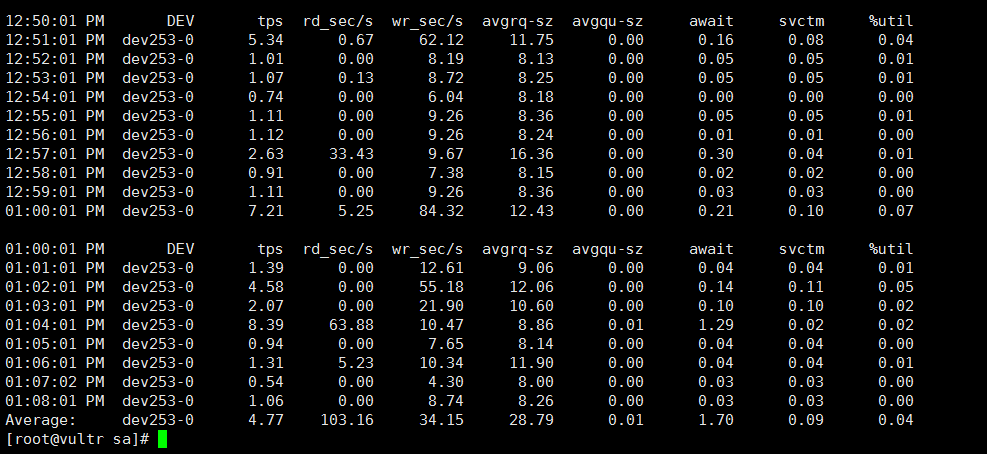 12:50:01 PM DEV tps rd_sec/s wr_sec/s avgrq-sz avgqu-sz await svctm %util
12:51:01 PM dev253-0 5.34 0.67 62.12 11.75 0.00 0.16 0.08 0.04
12:52:01 PM dev253-0 1.01 0.00 8.19 8.13 0.00 0.05 0.05 0.01
12:53:01 PM dev253-0 1.07 0.13 8.72 8.25 0.00 0.05 0.05 0.01
12:54:01 PM dev253-0 0.74 0.00 6.04 8.18 0.00 0.00 0.00 0.00
12:55:01 PM dev253-0 1.11 0.00 9.26 8.36 0.00 0.05 0.05 0.01
12:56:01 PM dev253-0 1.12 0.00 9.26 8.24 0.00 0.01 0.01 0.00
12:57:01 PM dev253-0 2.63 33.43 9.67 16.36 0.00 0.30 0.04 0.01
12:58:01 PM dev253-0 0.91 0.00 7.38 8.15 0.00 0.02 0.02 0.00
12:59:01 PM dev253-0 1.11 0.00 9.26 8.36 0.00 0.03 0.03 0.00
01:00:01 PM dev253-0 7.21 5.25 84.32 12.43 0.00 0.21 0.10 0.07
01:00:01 PM DEV tps rd_sec/s wr_sec/s avgrq-sz avgqu-sz await svctm %util
01:01:01 PM dev253-0 1.39 0.00 12.61 9.06 0.00 0.04 0.04 0.01
01:02:01 PM dev253-0 4.58 0.00 55.18 12.06 0.00 0.14 0.11 0.05
01:03:01 PM dev253-0 2.07 0.00 21.90 10.60 0.00 0.10 0.10 0.02
01:04:01 PM dev253-0 8.39 63.88 10.47 8.86 0.01 1.29 0.02 0.02
01:05:01 PM dev253-0 0.94 0.00 7.65 8.14 0.00 0.04 0.04 0.00
01:06:01 PM dev253-0 1.31 5.23 10.34 11.90 0.00 0.04 0.04 0.01
01:07:02 PM dev253-0 0.54 0.00 4.30 8.00 0.00 0.03 0.03 0.00
01:08:01 PM dev253-0 1.06 0.00 8.74 8.26 0.00 0.03 0.03 0.00
Average: dev253-0 4.77 103.16 34.15 28.79 0.01 1.70 0.09 0.04
[root@vultr sa]#